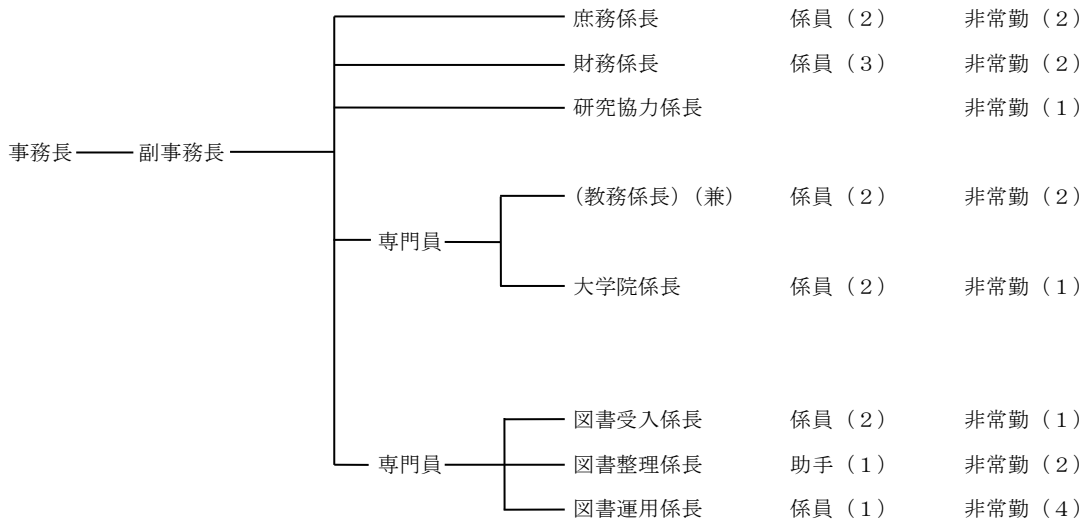 庶務係長 係員（２） 非常勤（２）
財務係長 係員（３） 非常勤（２）
研究協力係長 非常勤（１）
事務長 副事務長
（教務係長）（兼） 係員（２） 非常勤（２）
専門員
大学院係長 係員（２） 非常勤（１）
図書受入係長 係員（２） 非常勤（１）
専門員 図書整理係長 助手（１） 非常勤（２）
図書運用係長 係員（１） 非常勤（４）